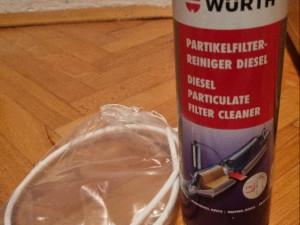 WÜRTH
PARTIKELFILTER-
REINIGER DIESEL
DIESEL
PARTICULATE
FILTER CLEANER